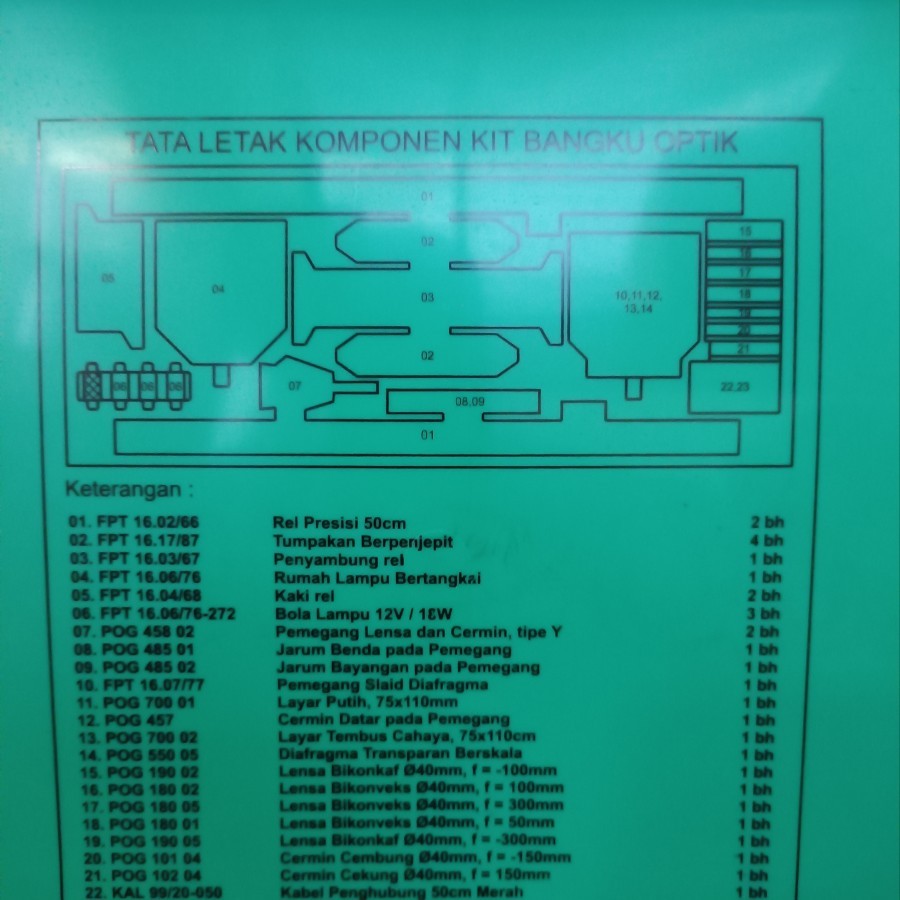 TATA LETAK KOMPONEN KIT BANGKU OPTIK
01
02
05
04
03
10,11,12,
13,14
15
16
17
18
19
20
21
02
06 06 06
07
08,09
22,23
01
Keterangan :
01. FPT 16.02/66 Rel Presisi 50cm 2 bh
02. FPT 16.17/87 Tumpakan Berpenjepit 4 bh
03. FPT 16.03/67 Penyambung rel 1 bh
04. FPT 16.06/76 Rumah Lampu Bertangkai 1 bh
05. FPT 16.04/68 Kaki rel 2 bh
06. FPT 16.06/76-272 Bola Lampu 12V / 18W 3 bh
07. POG 458 02 Pemegang Lensa dan Cermin, tipe Y 2 bh
08. POG 485 01 Jarum Benda pada Pemegang 1 bh
09. POG 485 02 Jarum Bayangan pada Pemegang 1 bh
10. FPT 16.07/77 Pemegang Slaid Diafragma 1 bh
11. POG 700 01 Layar Putih, 75x110mm 1 bh
12. POG 457 Cermin Datar pada Pemegang 1 bh
13. POG 700 02 Layar Tembus Cahaya, 75x110cm 1 bh
14. POG 550 05 Diafragma Transparan Berskala 1 bh
15. POG 190 02 Lensa Bikonkaf Ø40mm, f = -100mm 1 bh
16. POG 180 02 Lensa Bikonveks Ø40mm, f = 100mm 1 bh
17. POG 180 05 Lensa Bikonveks Ø40mm, f = 300mm 1 bh
18. POG 180 01 Lensa Bikonveks Ø40mm, f = 50mm 1 bh
19. POG 190 05 Lensa Bikonkaf Ø40mm, f = -300mm 1 bh
20. POG 101 04 Cermin Cembung Ø40mm, f = -150mm 1 bh
21. POG 102 04 Cermin Cekung Ø40mm, f = 150mm 1 bh
22. KAL 99/20-050 Kabel Penghubung 50cm Merah 1 bh